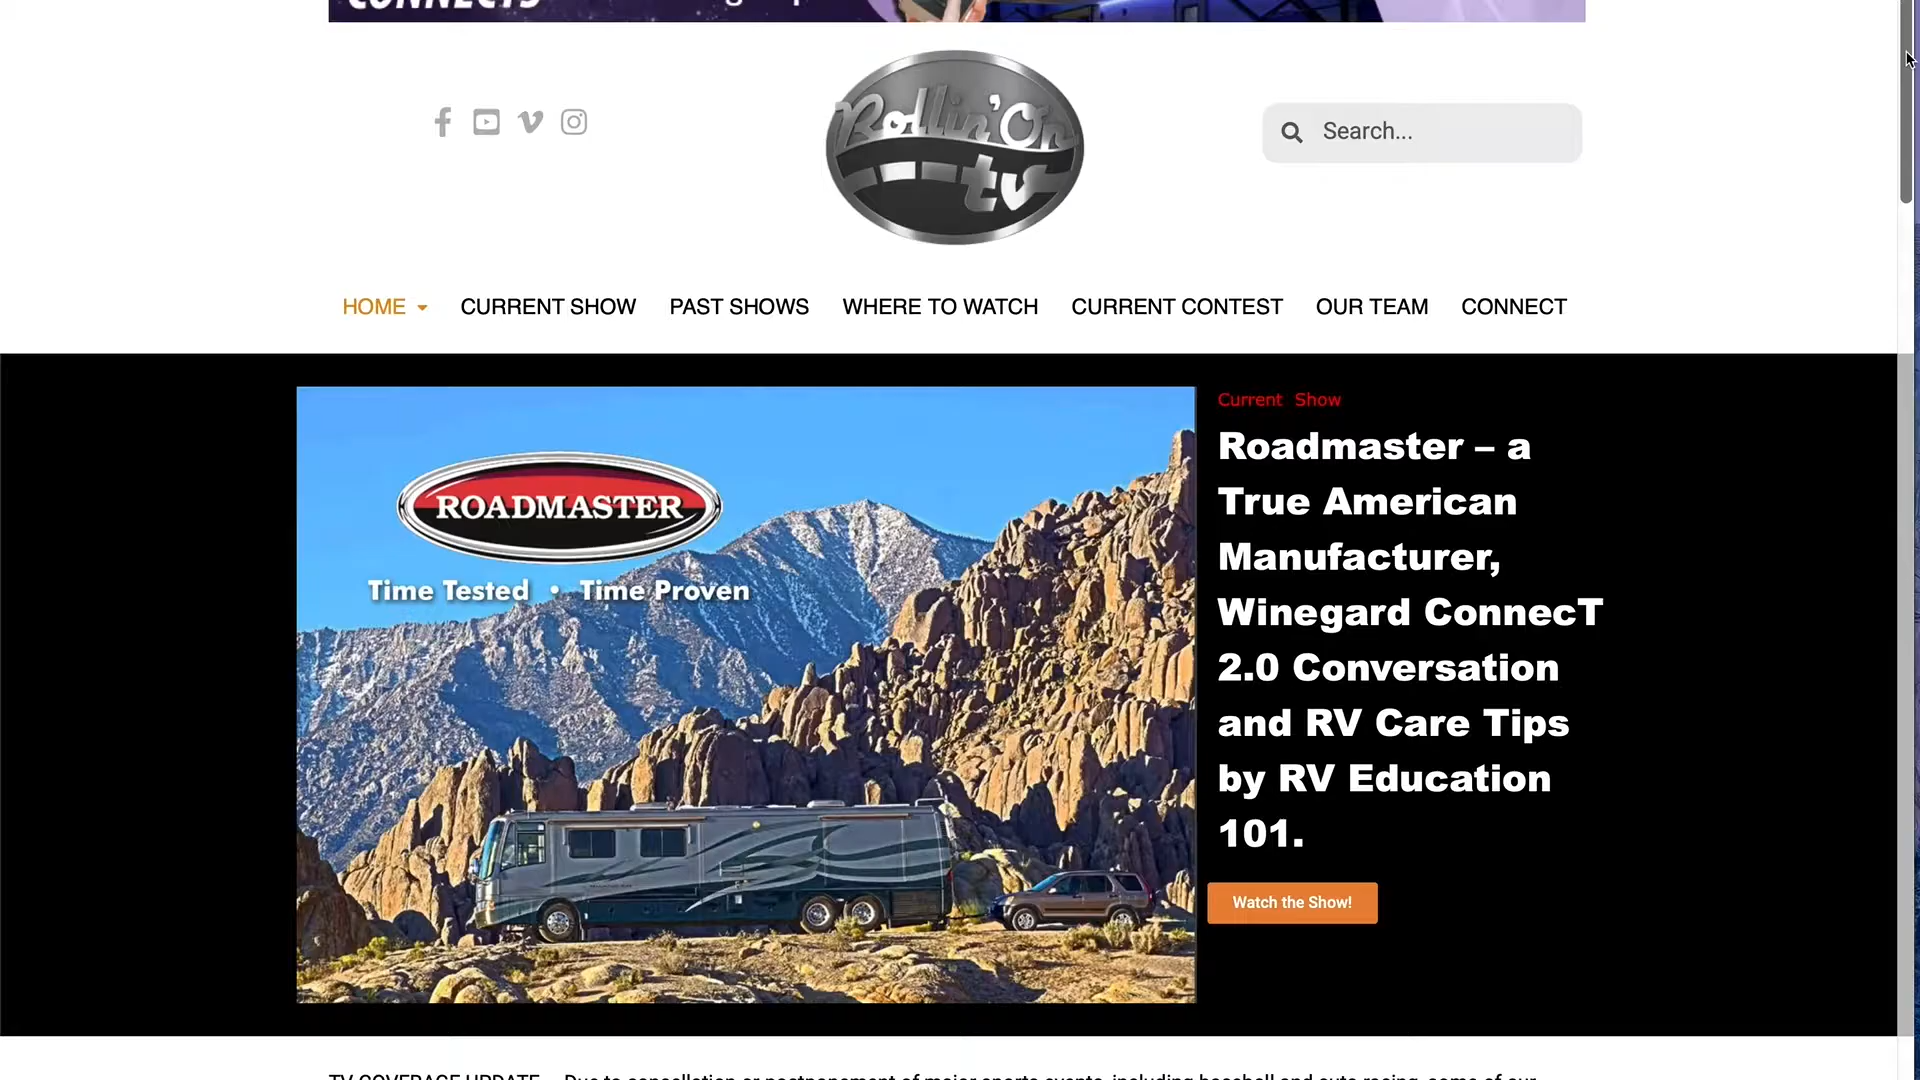 CONNECTS
Rollin' On
tv
Search...
HOME CURRENT SHOW PAST SHOWS WHERE TO WATCH CURRENT CONTEST OUR TEAM CONNECT
Current Show
Roadmaster – a
True American
Manufacturer,
Winegard ConnecT
2.0 Conversation
and RV Care Tips
by RV Education
101.
Watch the Show!
ROADMASTER
Time Tested • Time Proven
TV COVERAGE UPDATE – Due to cancellation or postponement of major sports events, including baseball and auto racing, some of our